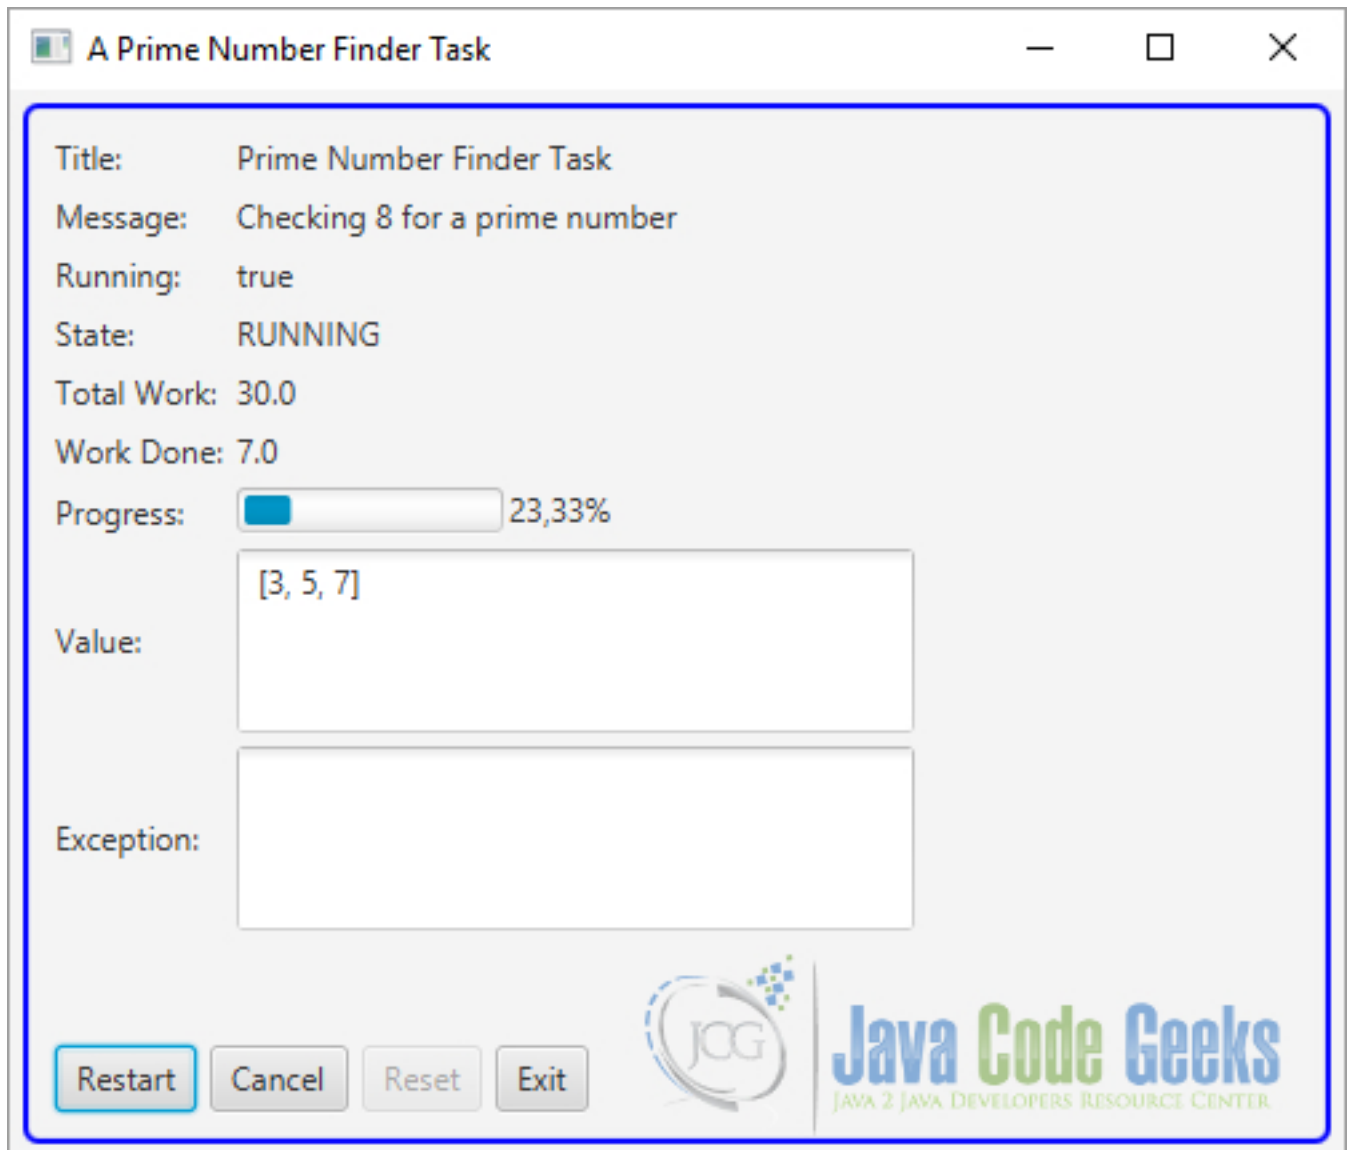 A Prime Number Finder Task
Title: Prime Number Finder Task
Message: Checking 8 for a prime number
Running: true
State: RUNNING
Total Work: 30.0
Work Done: 7.0
Progress: 23,33%
Value: [3, 5, 7]
Exception:
Restart Cancel Reset Exit
JCG
Java Code Geeks
JAVA 2 JAVA DEVELOPERS RESOURCE CENTER